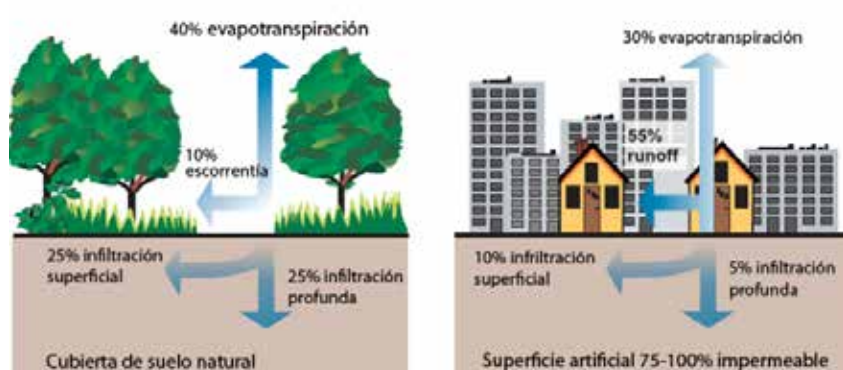 40% evapotranspiración
10%
escorrentía
25% infiltración
superficial
25% infiltración
profunda
Cubierta de suelo natural
30% evapotranspiración
55%
runoff
10% infriltración
superficial
5% infiltración
profunda
Superficie artificial 75-100% impermeable